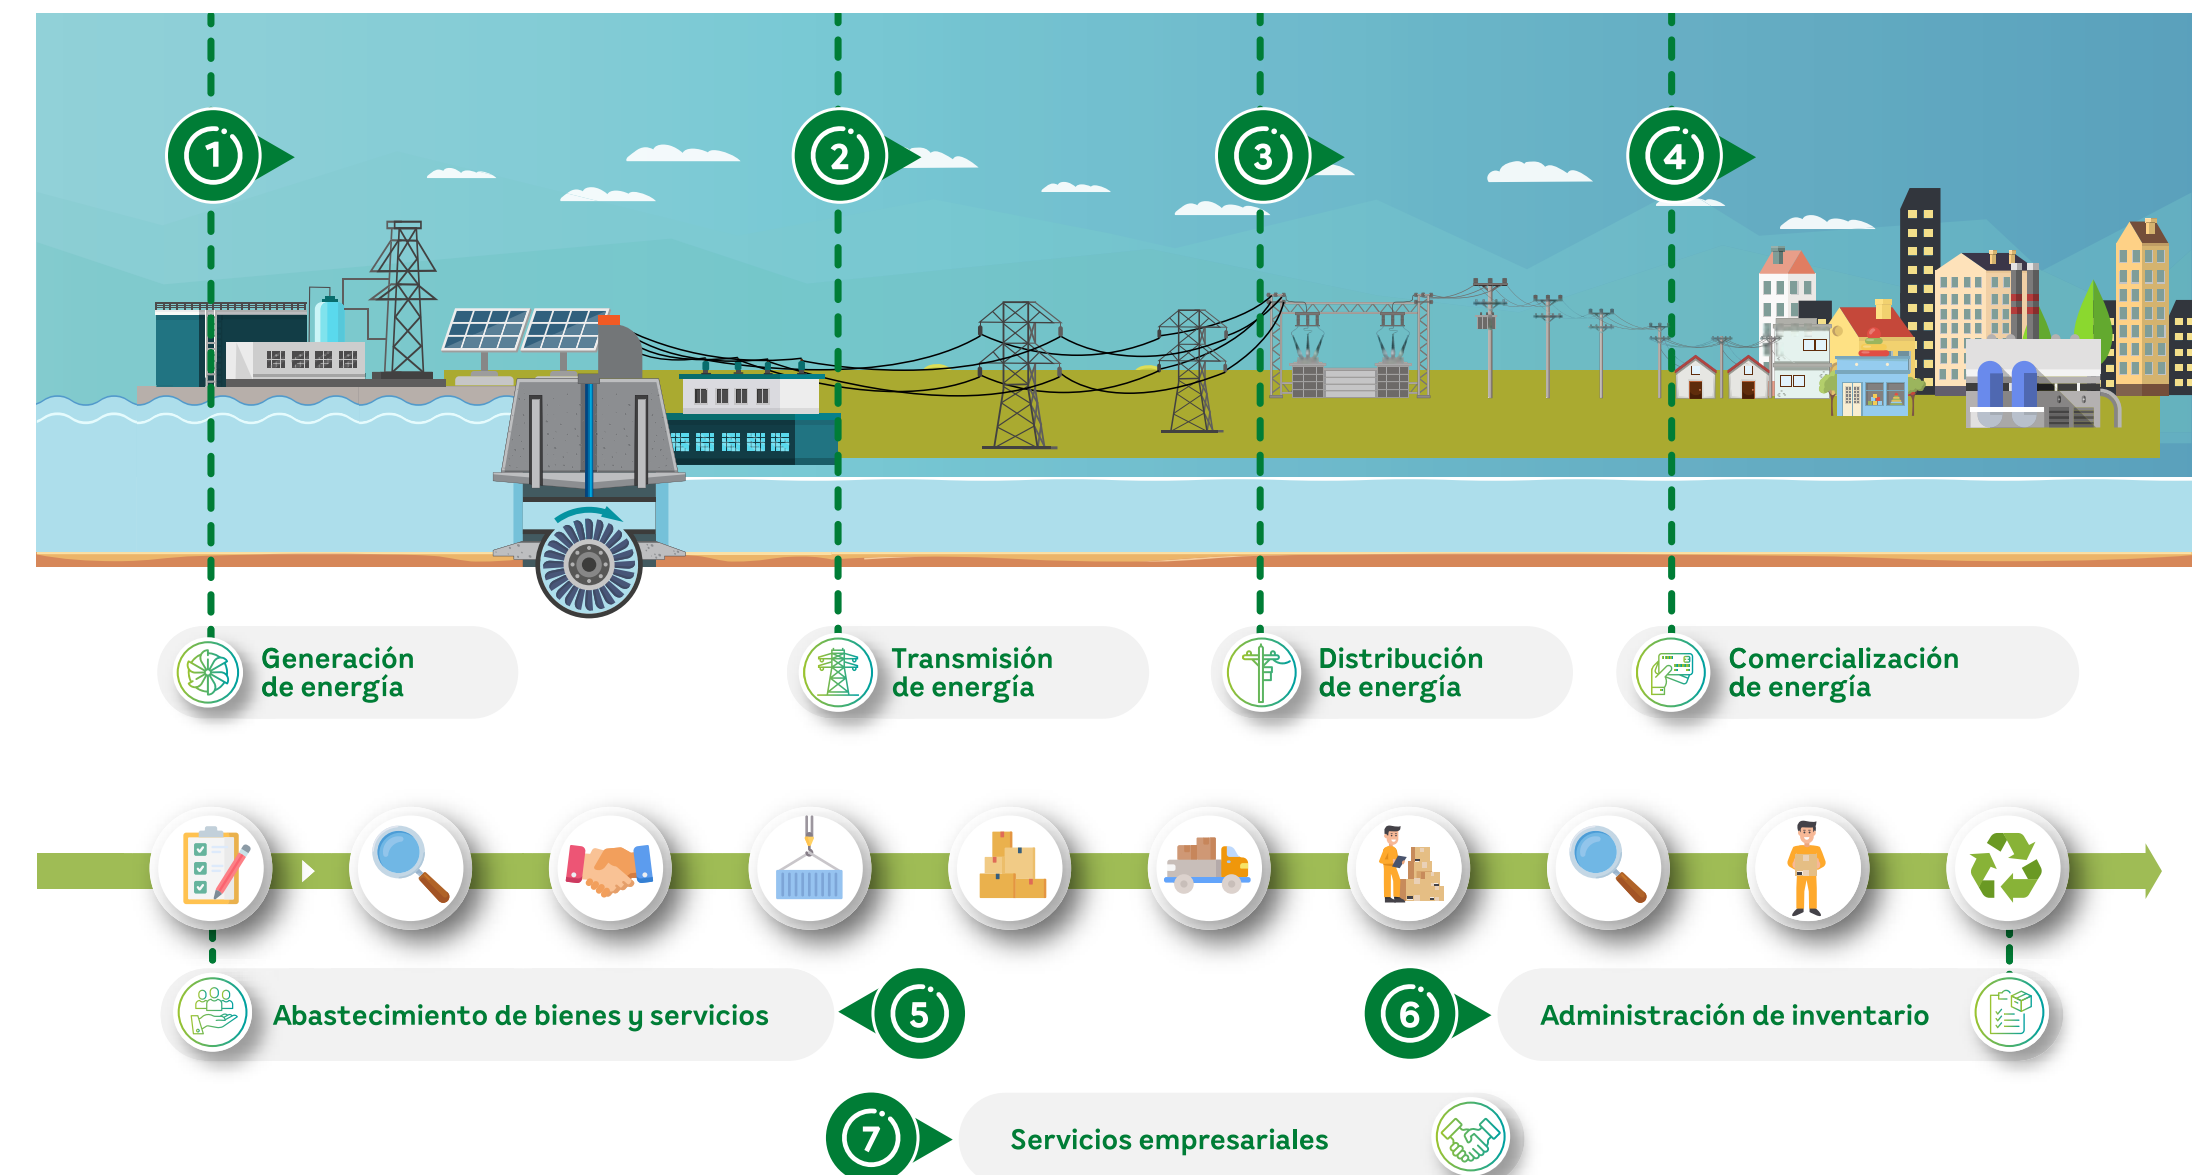 1
2
3
4
Generación
de energía
Transmisión
de energía
Distribución
de energía
Comercialización
de energía
Abastecimiento de bienes y servicios
5
6
Administración de inventario
7
Servicios empresariales